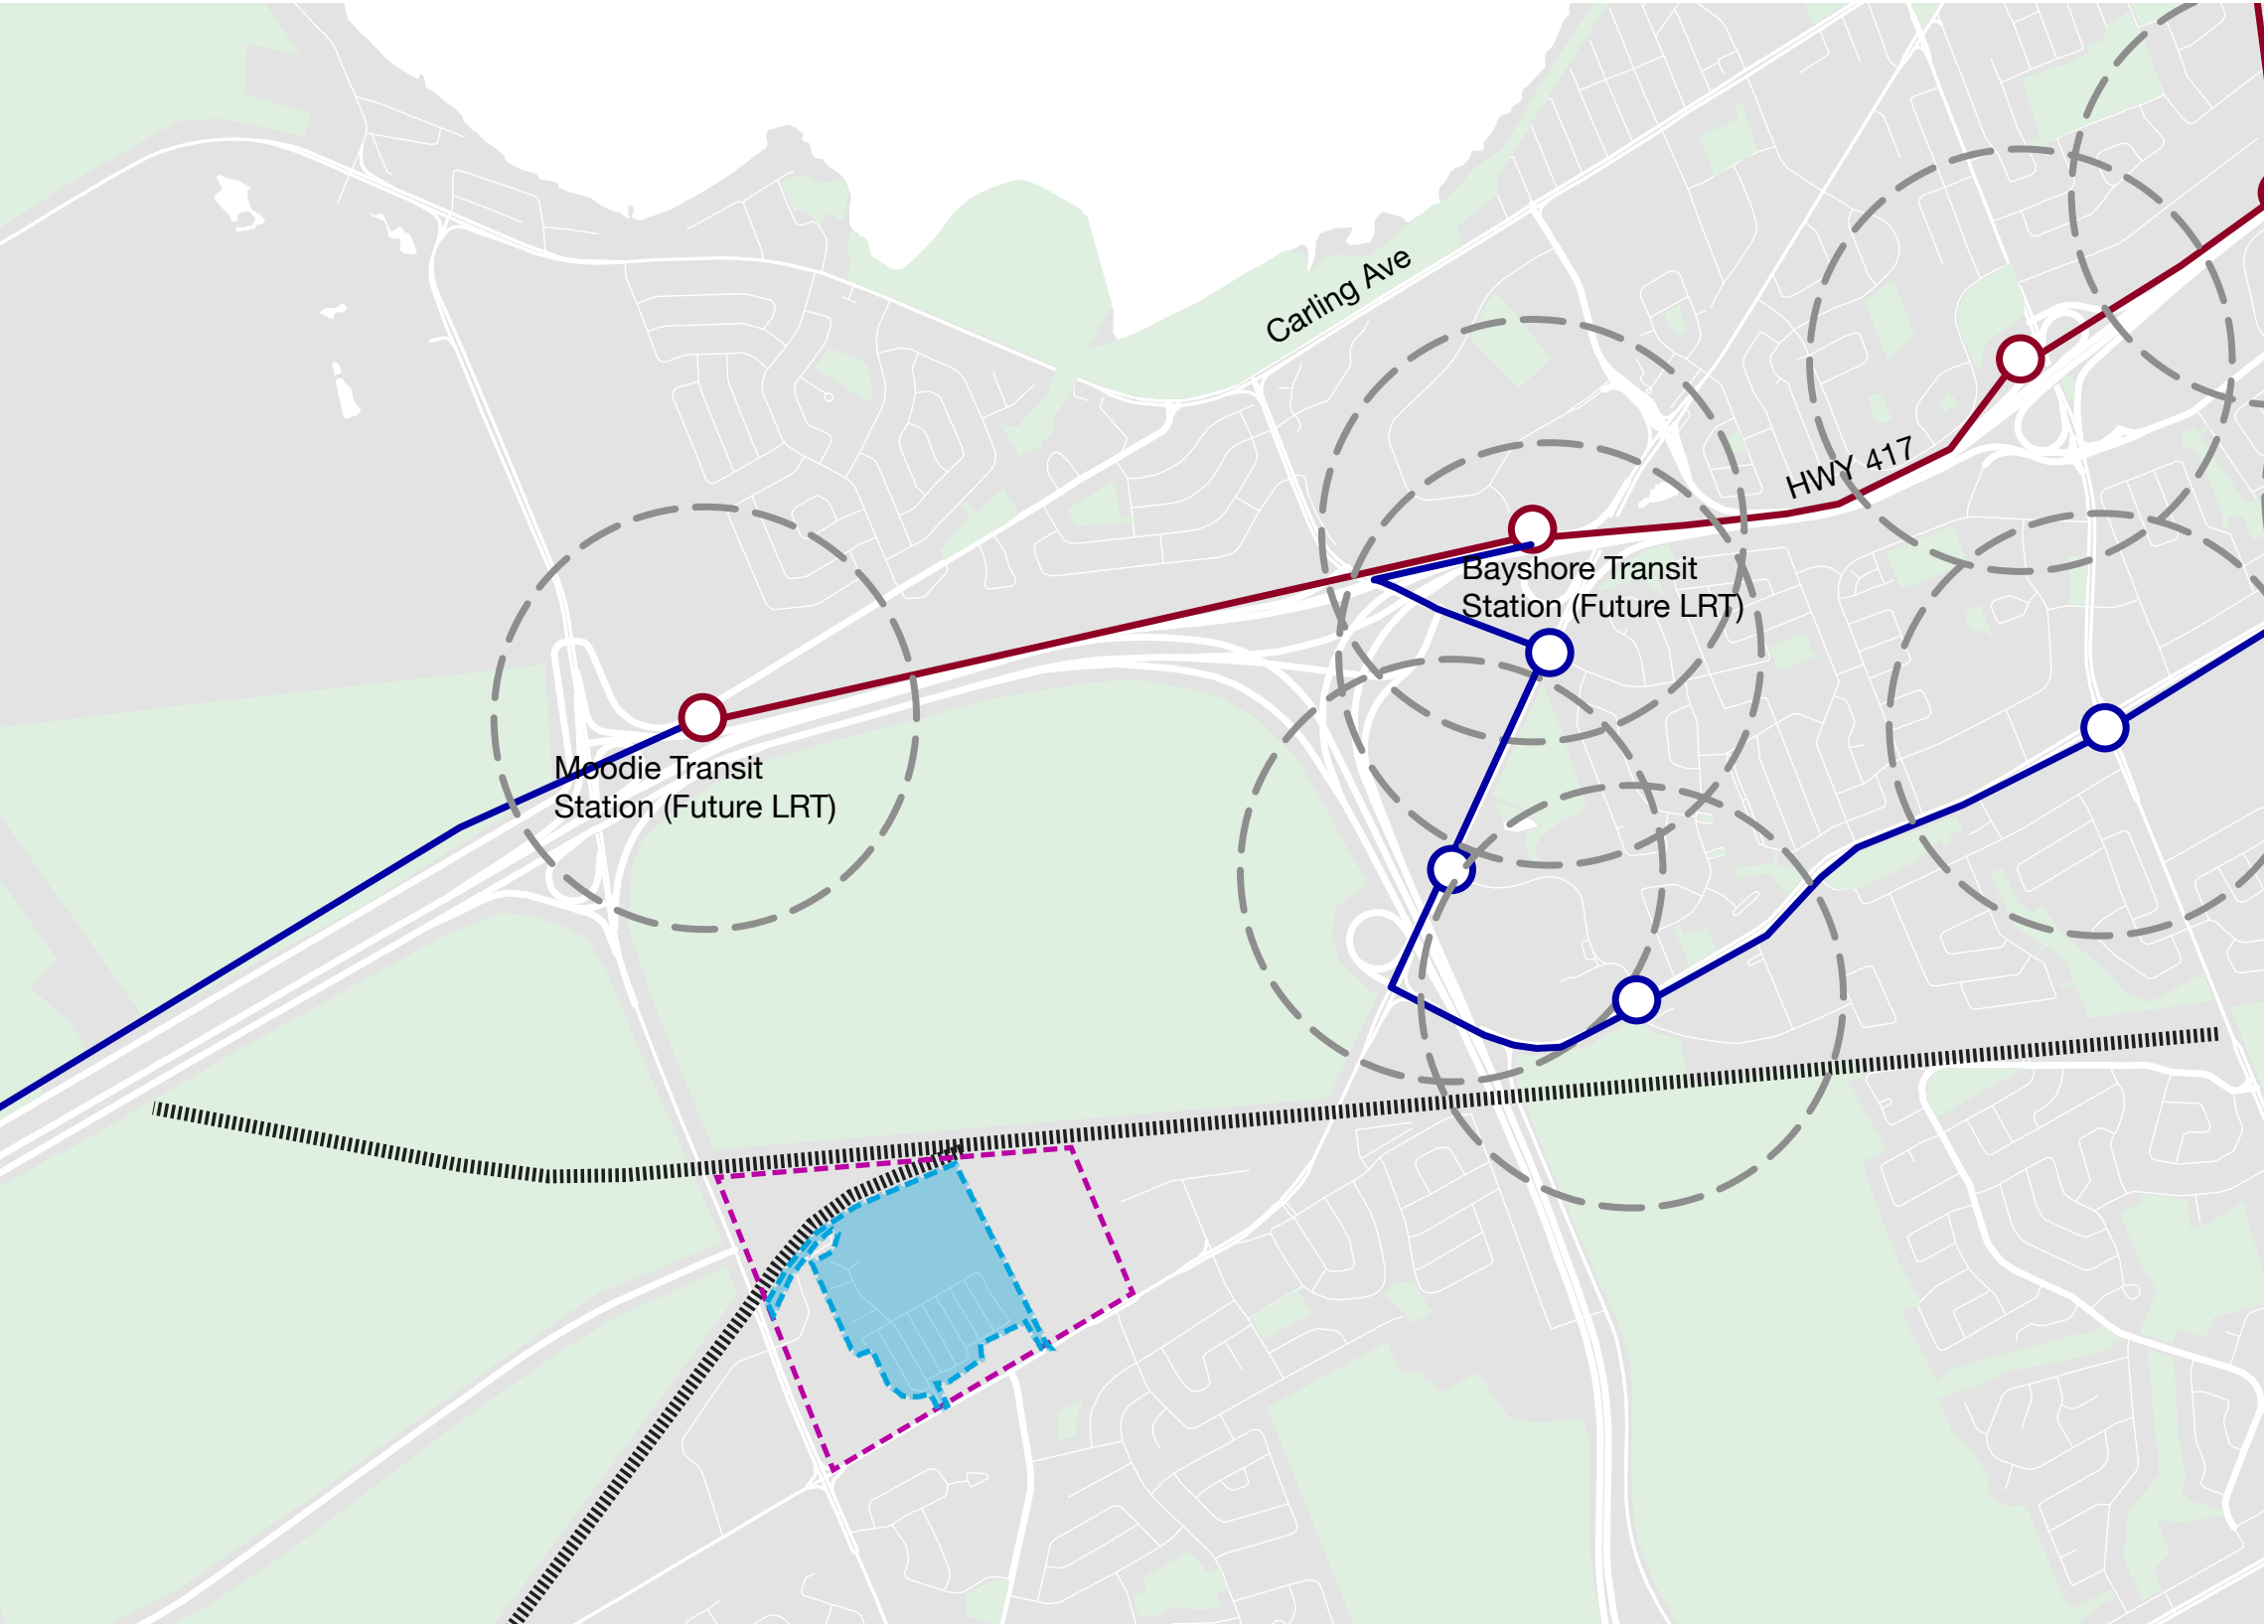 Carling Ave
HWY 417
Bayshore Transit
Station (Future LRT)
Moodie Transit
Station (Future LRT)